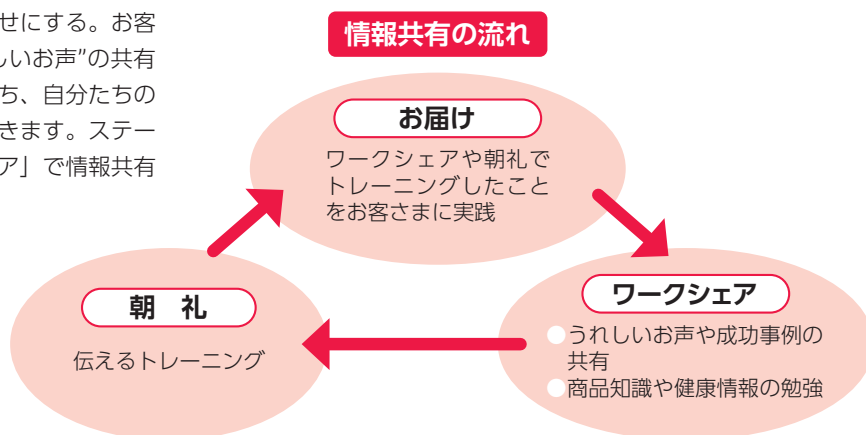 せにする。お客
しいお声”の共有
ち、自分たちの
きます。ステー
ア」で情報共有
情報共有の流れ
お届け
ワークシェアや朝礼で
トレーニングしたこと
をお客さまに実践
朝 礼
伝えるトレーニング
ワークシェア
●うれしいお声や成功事例の
共有
●商品知識や健康情報の勉強